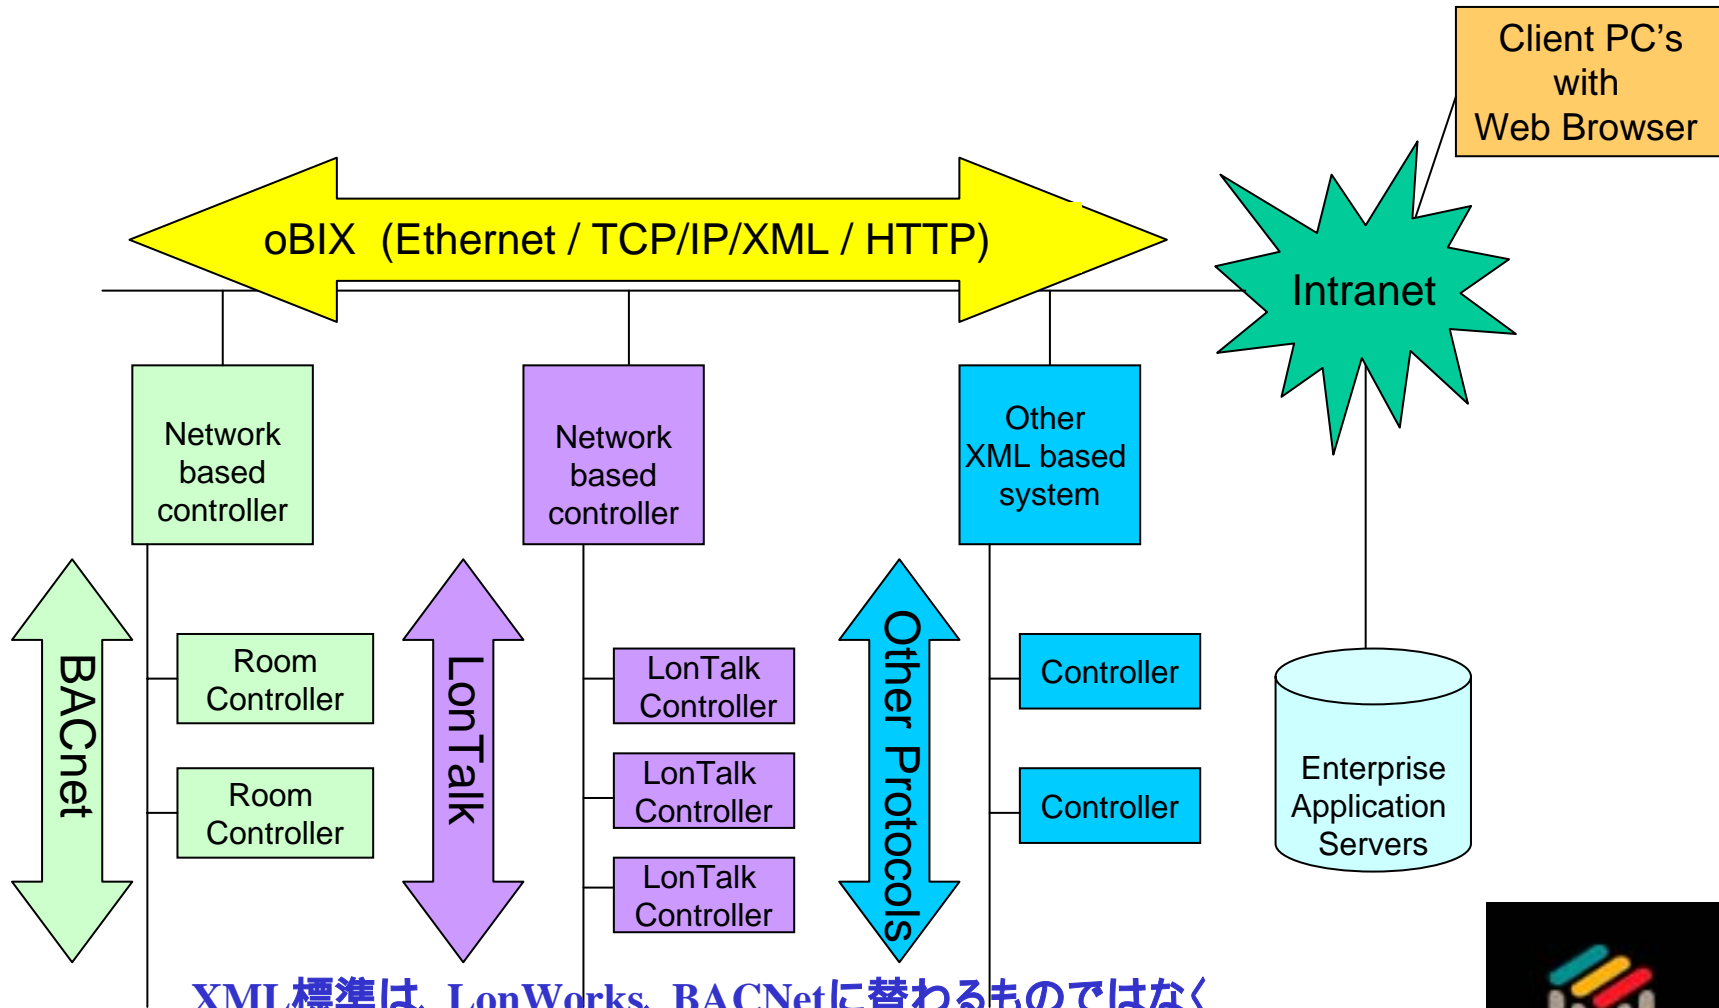 Client PC's
with
Web Browser
oBIX (Ethernet / TCP/IP/XML / HTTP)
Intranet
Network
based
controller
Network
based
controller
Other
XML based
system
BACnet
Room
Controller
Room
Controller
LonTalk
LonTalk
Controller
LonTalk
Controller
LonTalk
Controller
Other Protocols
Controller
Controller
Enterprise
Application
Servers
XML標準は、LonWorks、BACNetに替わるものではなく